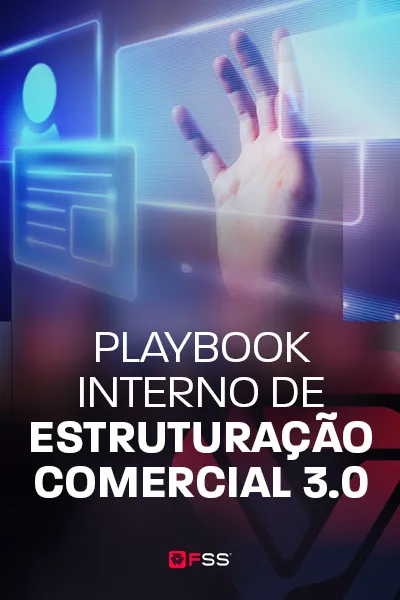 PLAYBOOK
INTERNO DE
ESTRUTURAÇÃO
COMERCIAL 3.0
FSS